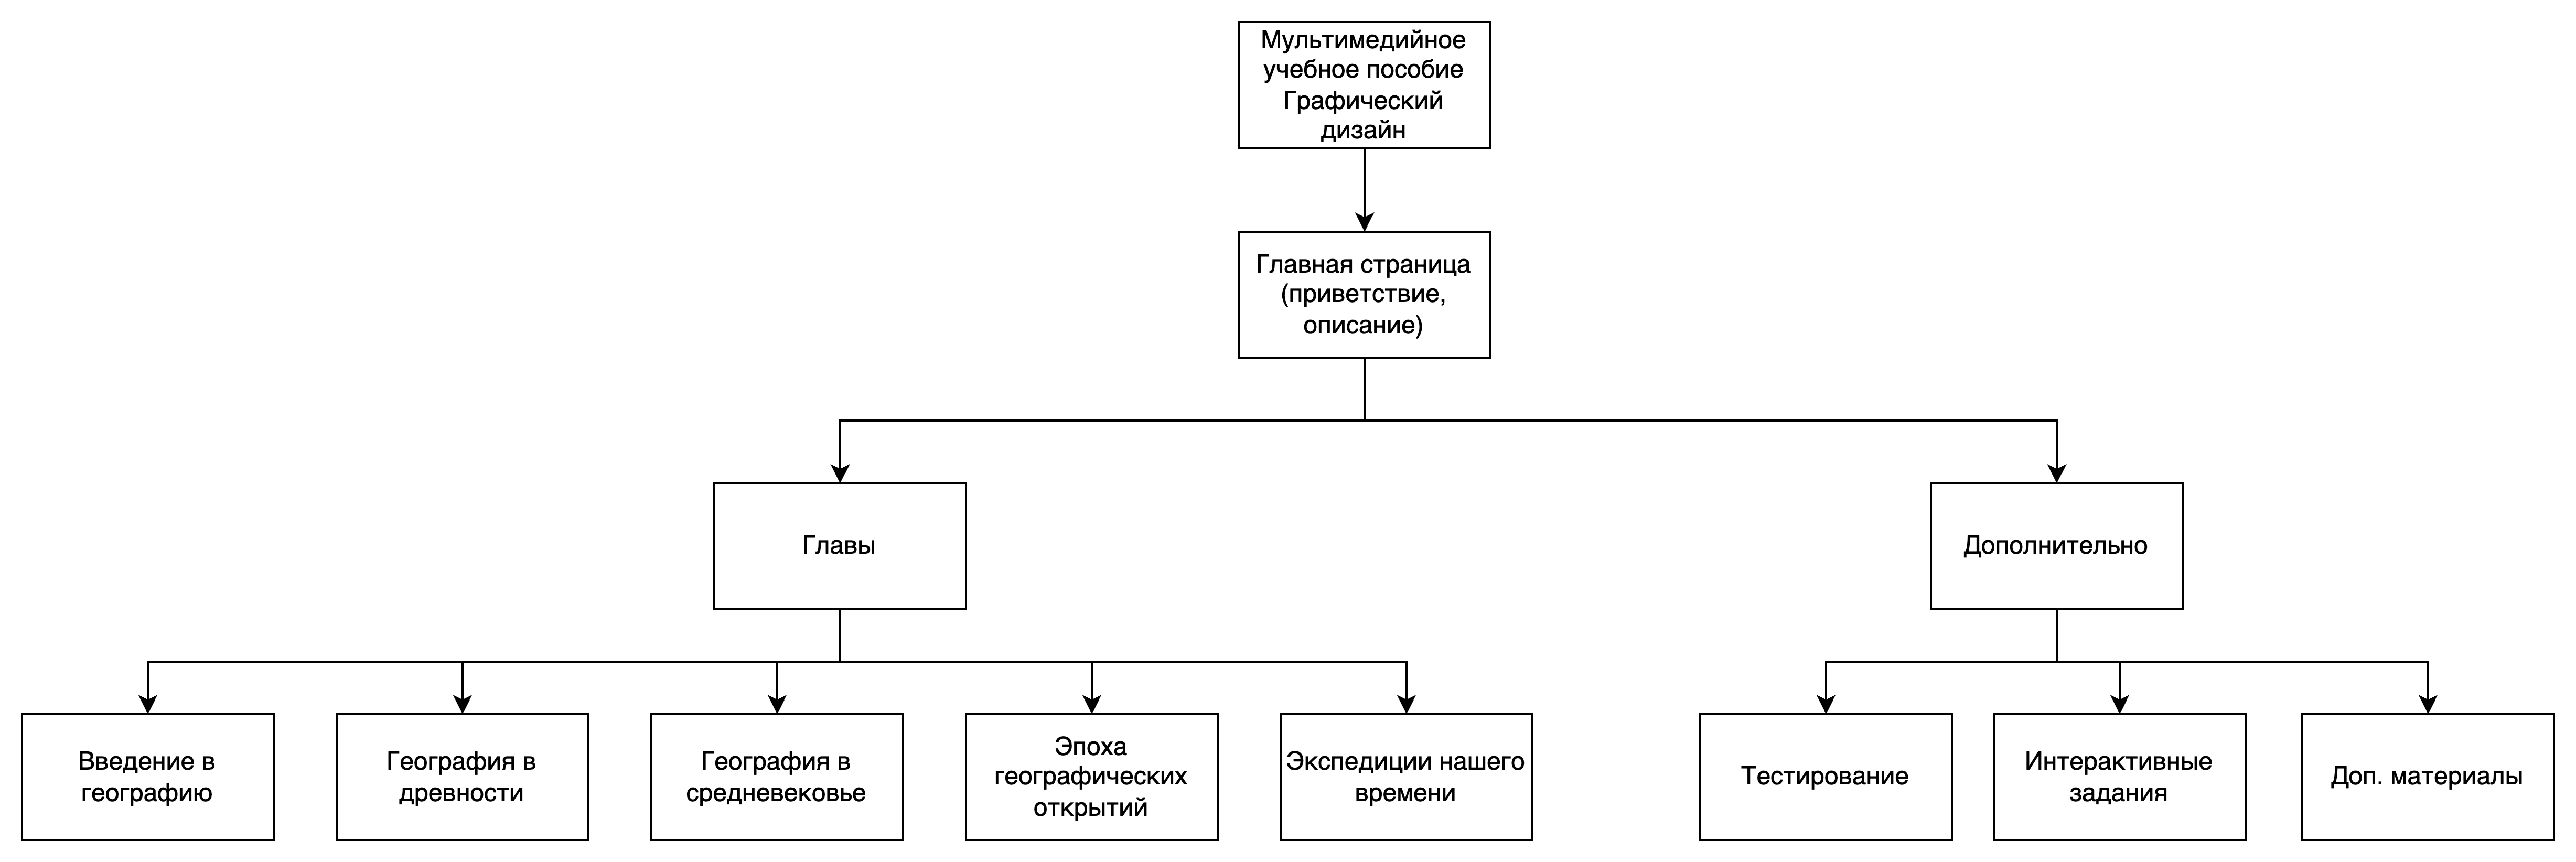 Мультимедийное
учебное пособие
Графический
дизайн
Главная страница
(приветствие,
описание)
Главы
Дополнительно
Введение в
географию
География в
древности
География в
средневековье
Эпоха
географических
открытий
Экспедиции нашего
времени
Тестирование
Интерактивные
задания
Доп. материалы